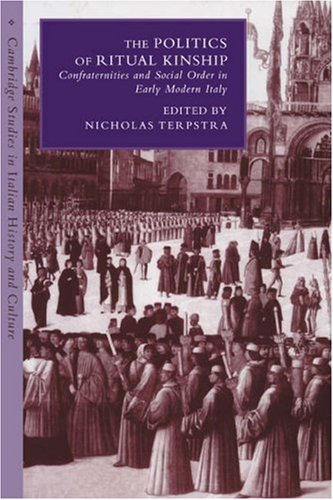 THE POLITICS
OF RITUAL KINSHIP
Confraternities and Social Order in
Early Modern Italy
EDITED BY
NICHOLAS TERPSTRA
Cambridge Studies in Italian History and Culture